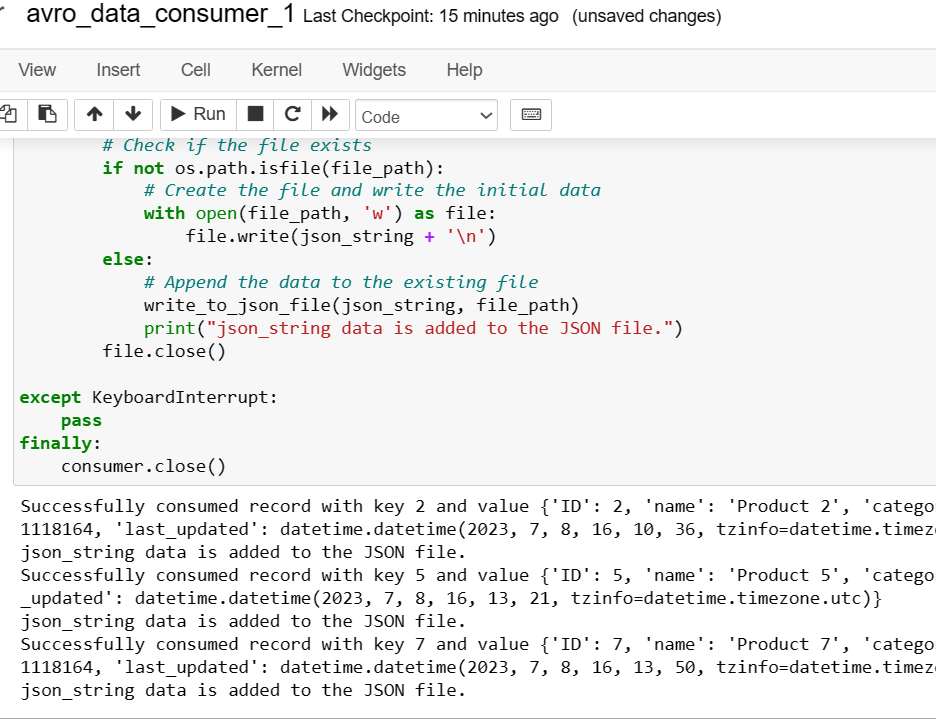 avro_data_consumer_1 Last Checkpoint: 15 minutes ago (unsaved changes)
View Insert Cell Kernel Widgets Help
Run Code
# Check if the file exists
if not os.path.isfile(file_path):
# Create the file and write the initial data
with open(file_path, 'w') as file:
file.write(json_string + '\n')
else:
# Append the data to the existing file
write_to_json_file(json_string, file_path)
print("json_string data is added to the JSON file.")
file.close()
except KeyboardInterrupt:
pass
finally:
consumer.close()
Successfully consumed record with key 2 and value {'ID': 2, 'name': 'Product 2', 'catego
1118164, 'last_updated': datetime.datetime(2023, 7, 8, 16, 10, 36, tzinfo=datetime.timez
json_string data is added to the JSON file.
Successfully consumed record with key 5 and value {'ID': 5, 'name': 'Product 5', 'catego
_updated': datetime.datetime(2023, 7, 8, 16, 13, 21, tzinfo=datetime.timezone.utc)}
json_string data is added to the JSON file.
Successfully consumed record with key 7 and value {'ID': 7, 'name': 'Product 7', 'catego
1118164, 'last_updated': datetime.datetime(2023, 7, 8, 16, 13, 50, tzinfo=datetime.timez
json_string data is added to the JSON file.